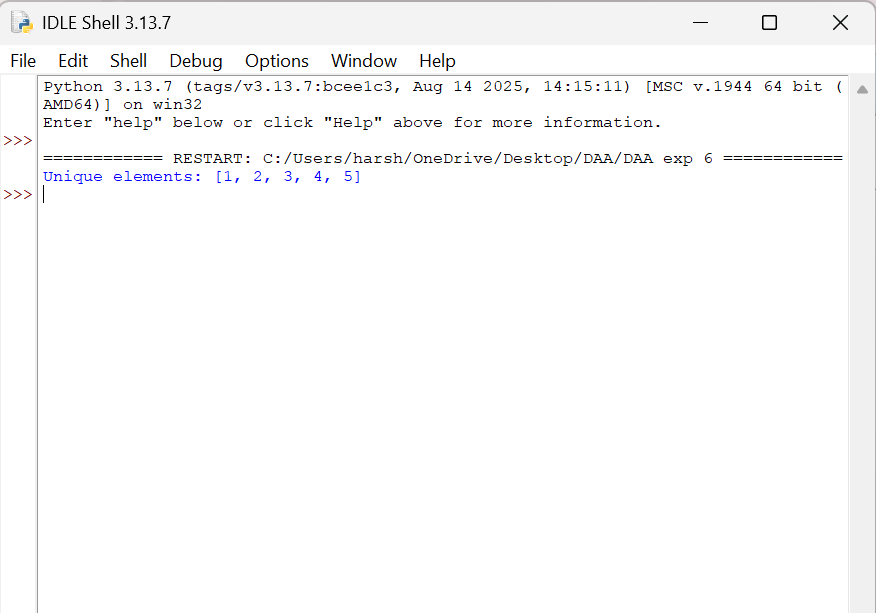 IDLE Shell 3.13.7
File Edit Shell Debug Options Window Help
Python 3.13.7 (tags/v3.13.7:bcee1c3, Aug 14 2025, 14:15:11) [MSC v.1944 64 bit (
AMD64)] on win32
Enter "help" below or click "Help" above for more information.
>>>
============ RESTART: C:/Users/harsh/OneDrive/Desktop/DAA/DAA exp 6 ============
Unique elements: [1, 2, 3, 4, 5]
>>>